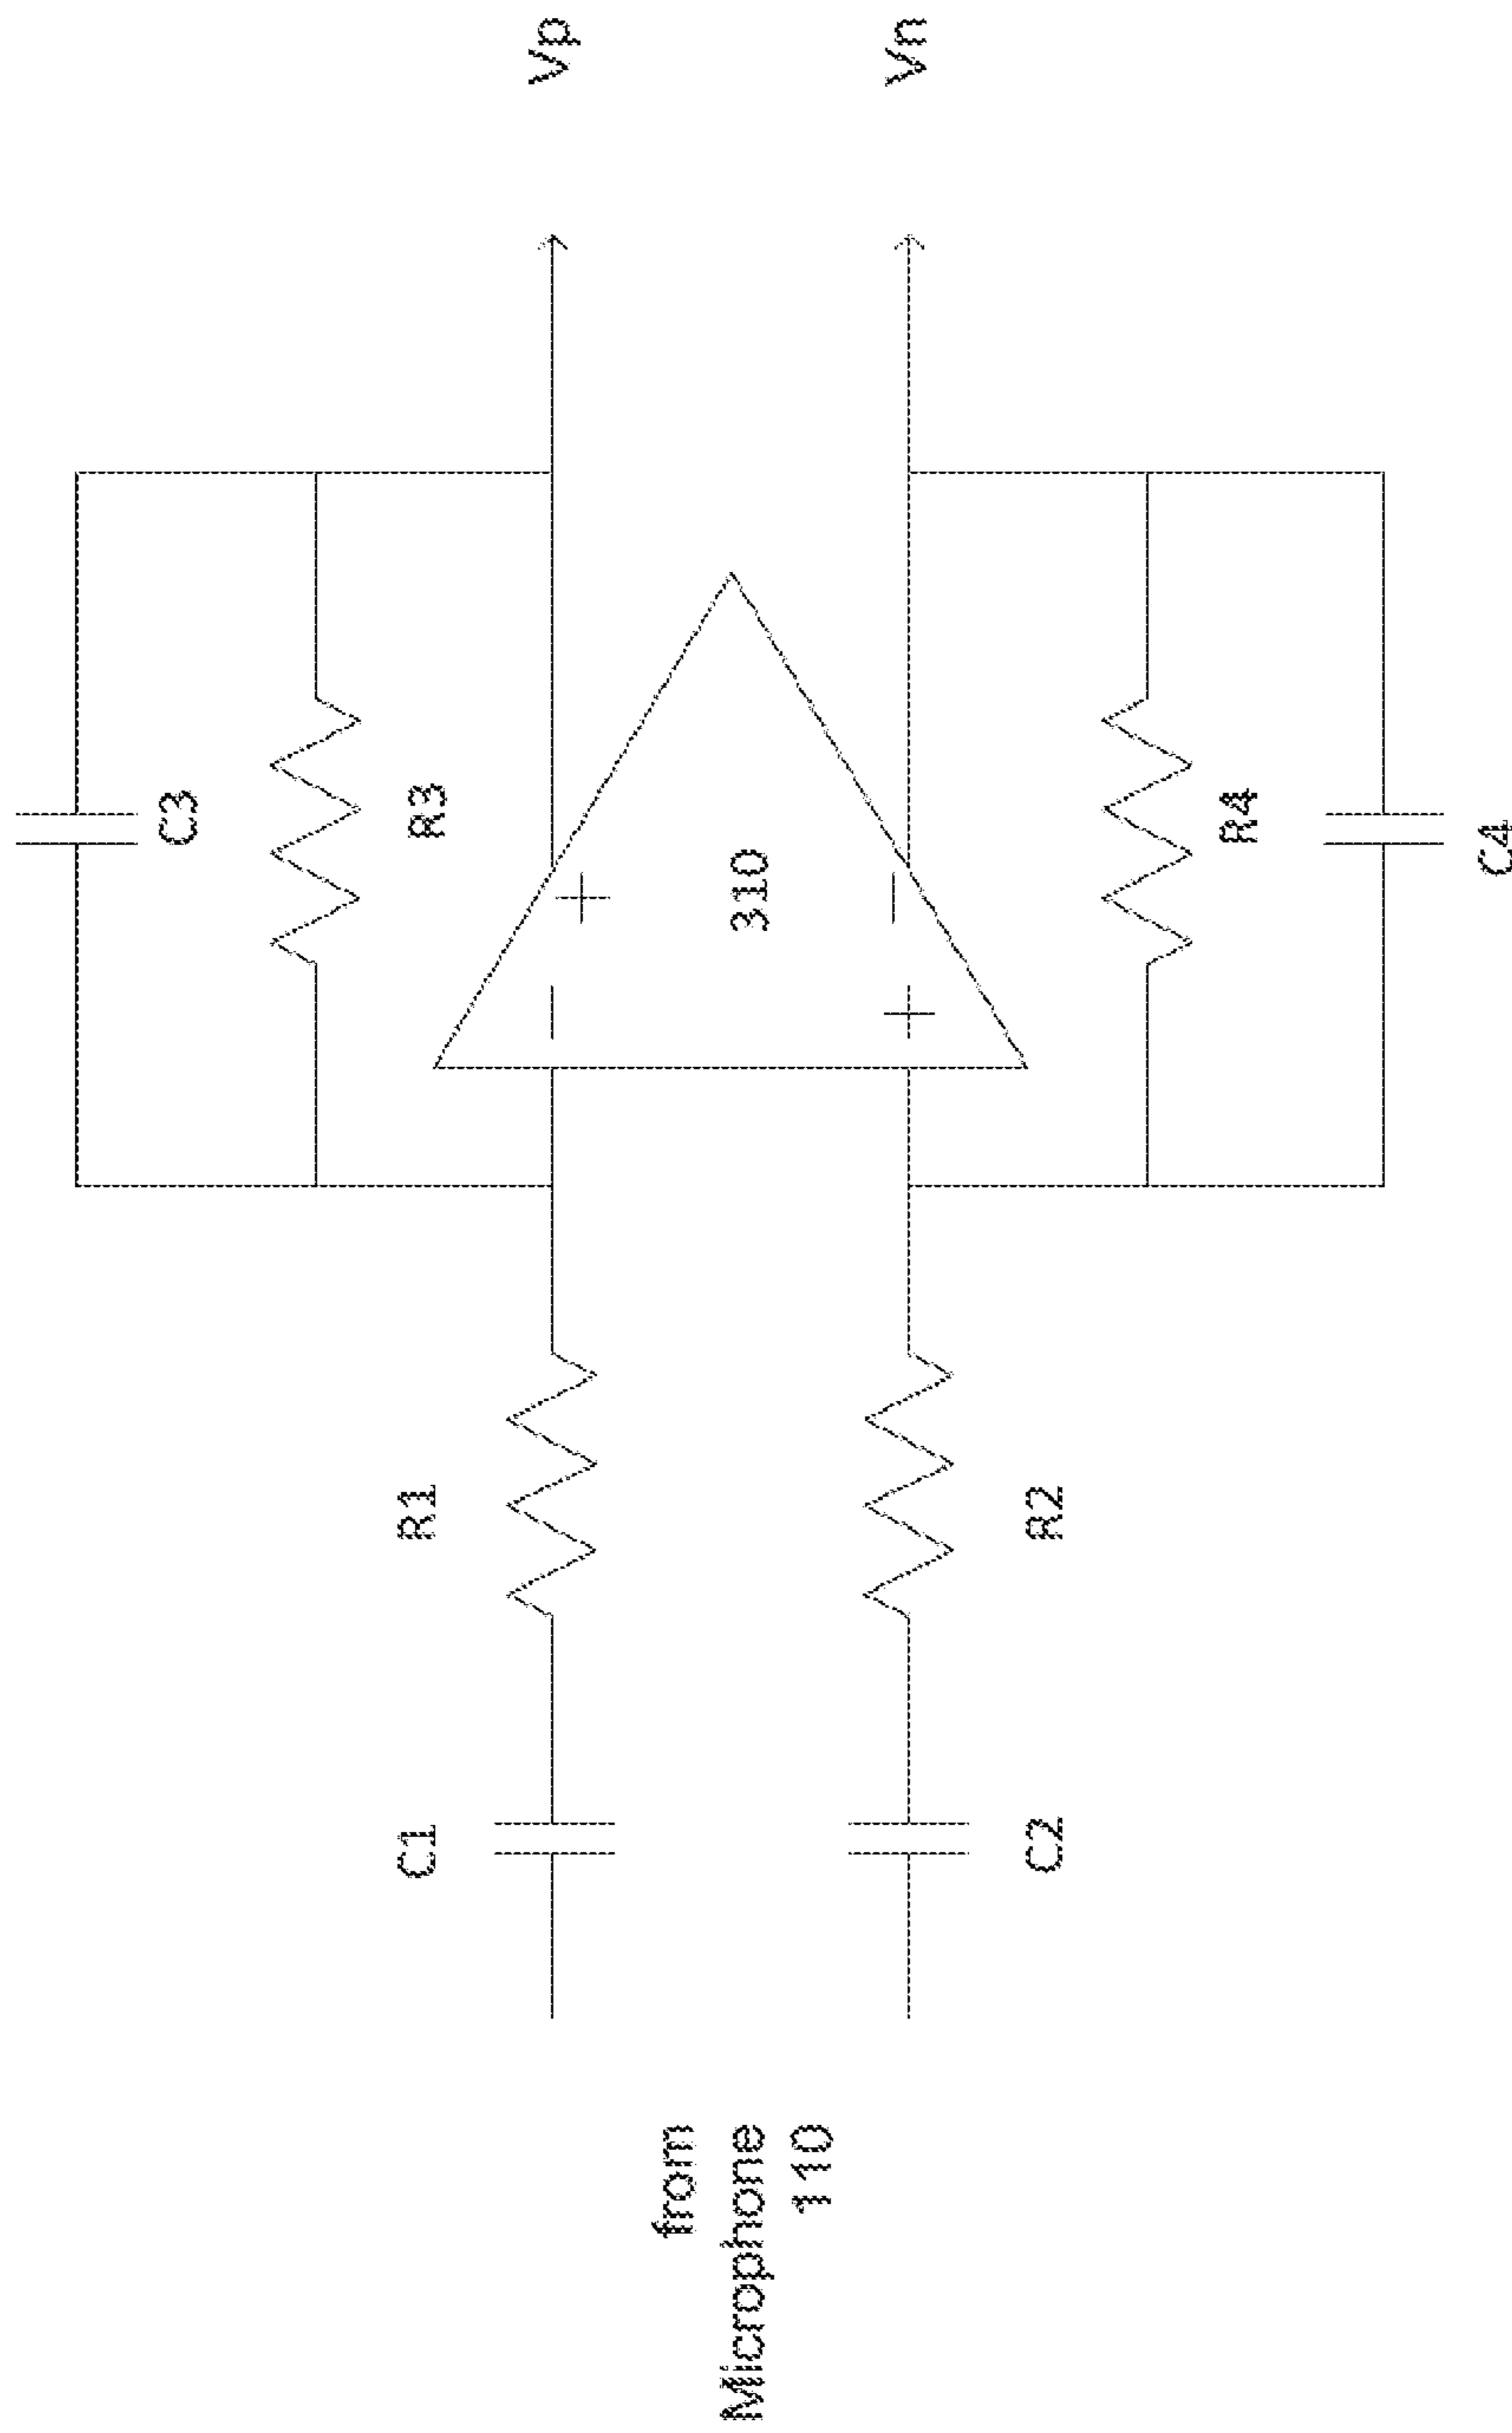 C3
R3
Vp
C1
R1
-
+
from
Microphone
110
310
+
-
Vn
C2
R2
R4
C4